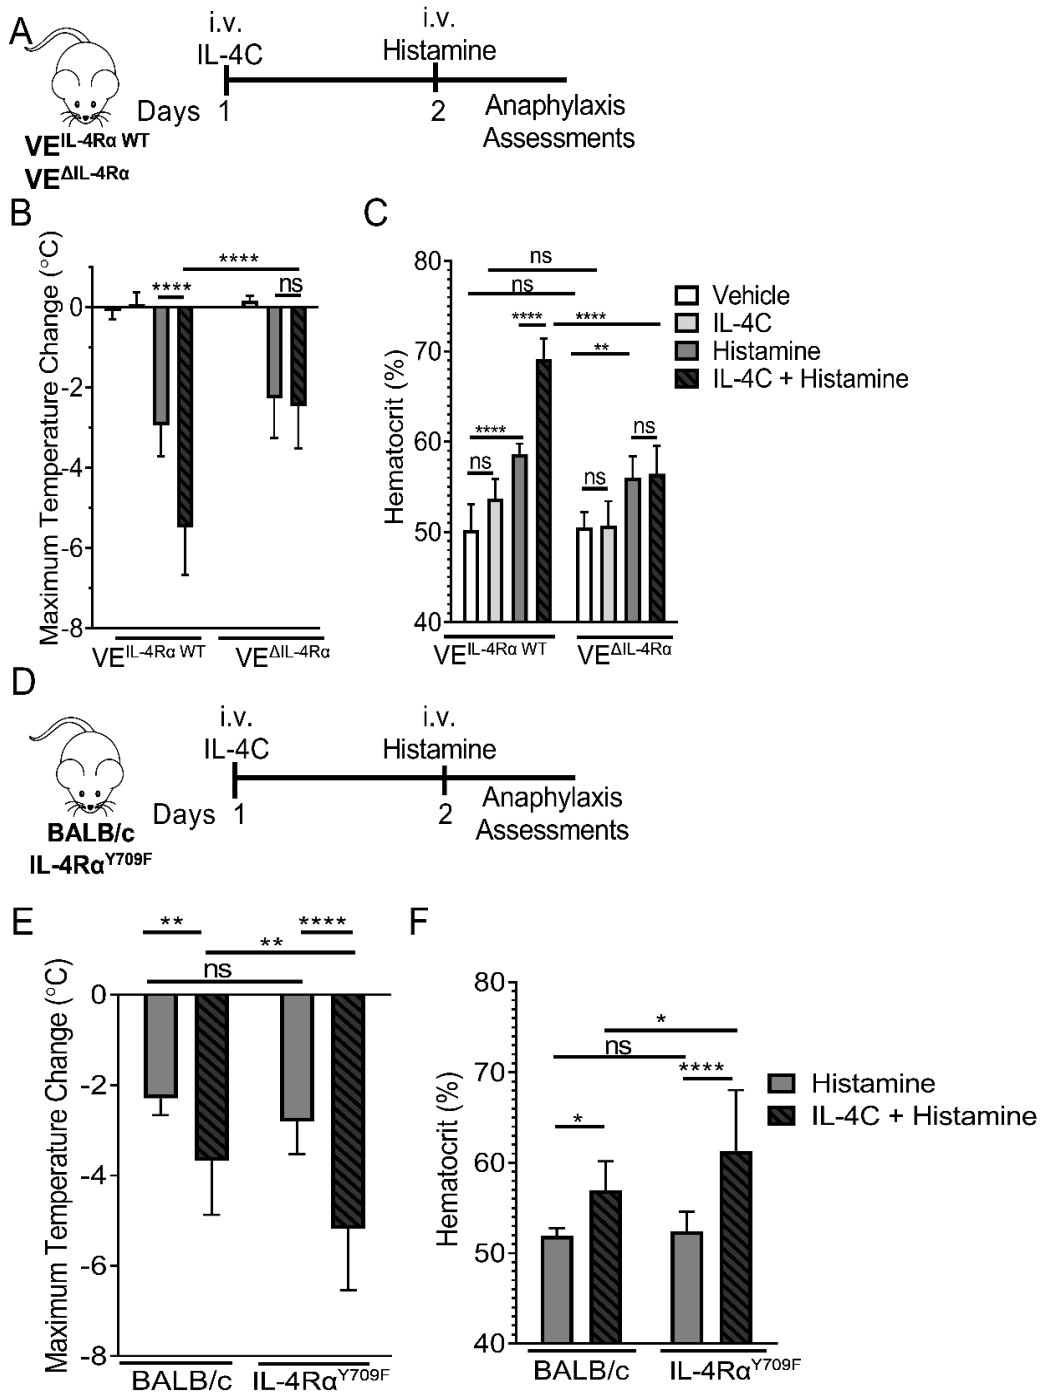 A
i.v.
IL-4C
i.v.
Histamine
Days 1
2
Anaphylaxis
Assessments
VE^IL-4Rα WT
VE^ΔIL-4Rα
B
Maximum Temperature Change (°C)
0
-2
-4
-6
-8
****
****
ns
VE^IL-4Rα WT
VE^ΔIL-4Rα
C
Hematocrit (%)
80
70
60
50
40
ns
ns
****
****
**
****
ns
ns
ns
VE^IL-4Rα WT
VE^ΔIL-4Rα
Vehicle
IL-4C
Histamine
IL-4C + Histamine
D
i.v.
IL-4C
i.v.
Histamine
Days 1
2
Anaphylaxis
Assessments
BALB/c
IL-4Rα^Y709F
E
Maximum Temperature Change (°C)
0
-2
-4
-6
-8
**
****
**
ns
BALB/c
IL-4Rα^Y709F
F
Hematocrit (%)
80
70
60
50
40
*
ns
****
*
BALB/c
IL-4Rα^Y709F
Histamine
IL-4C + Histamine